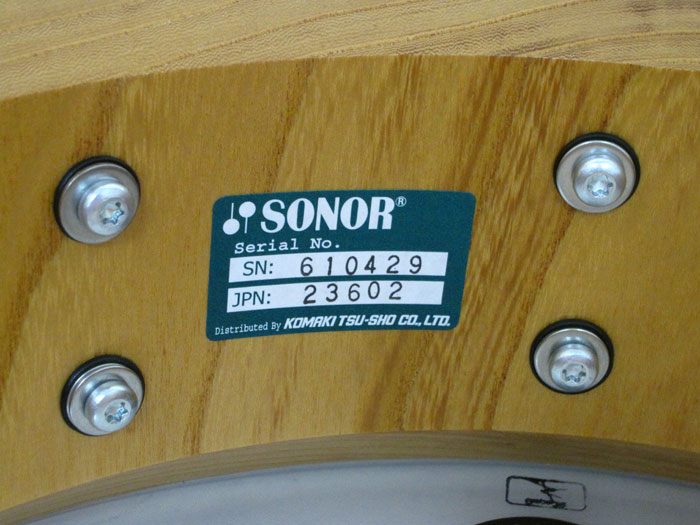 SONOR®
Serial No.
SN: 610429
JPN: 23602
Distributed By KOMAKI TSU-SHO CO., LTD.